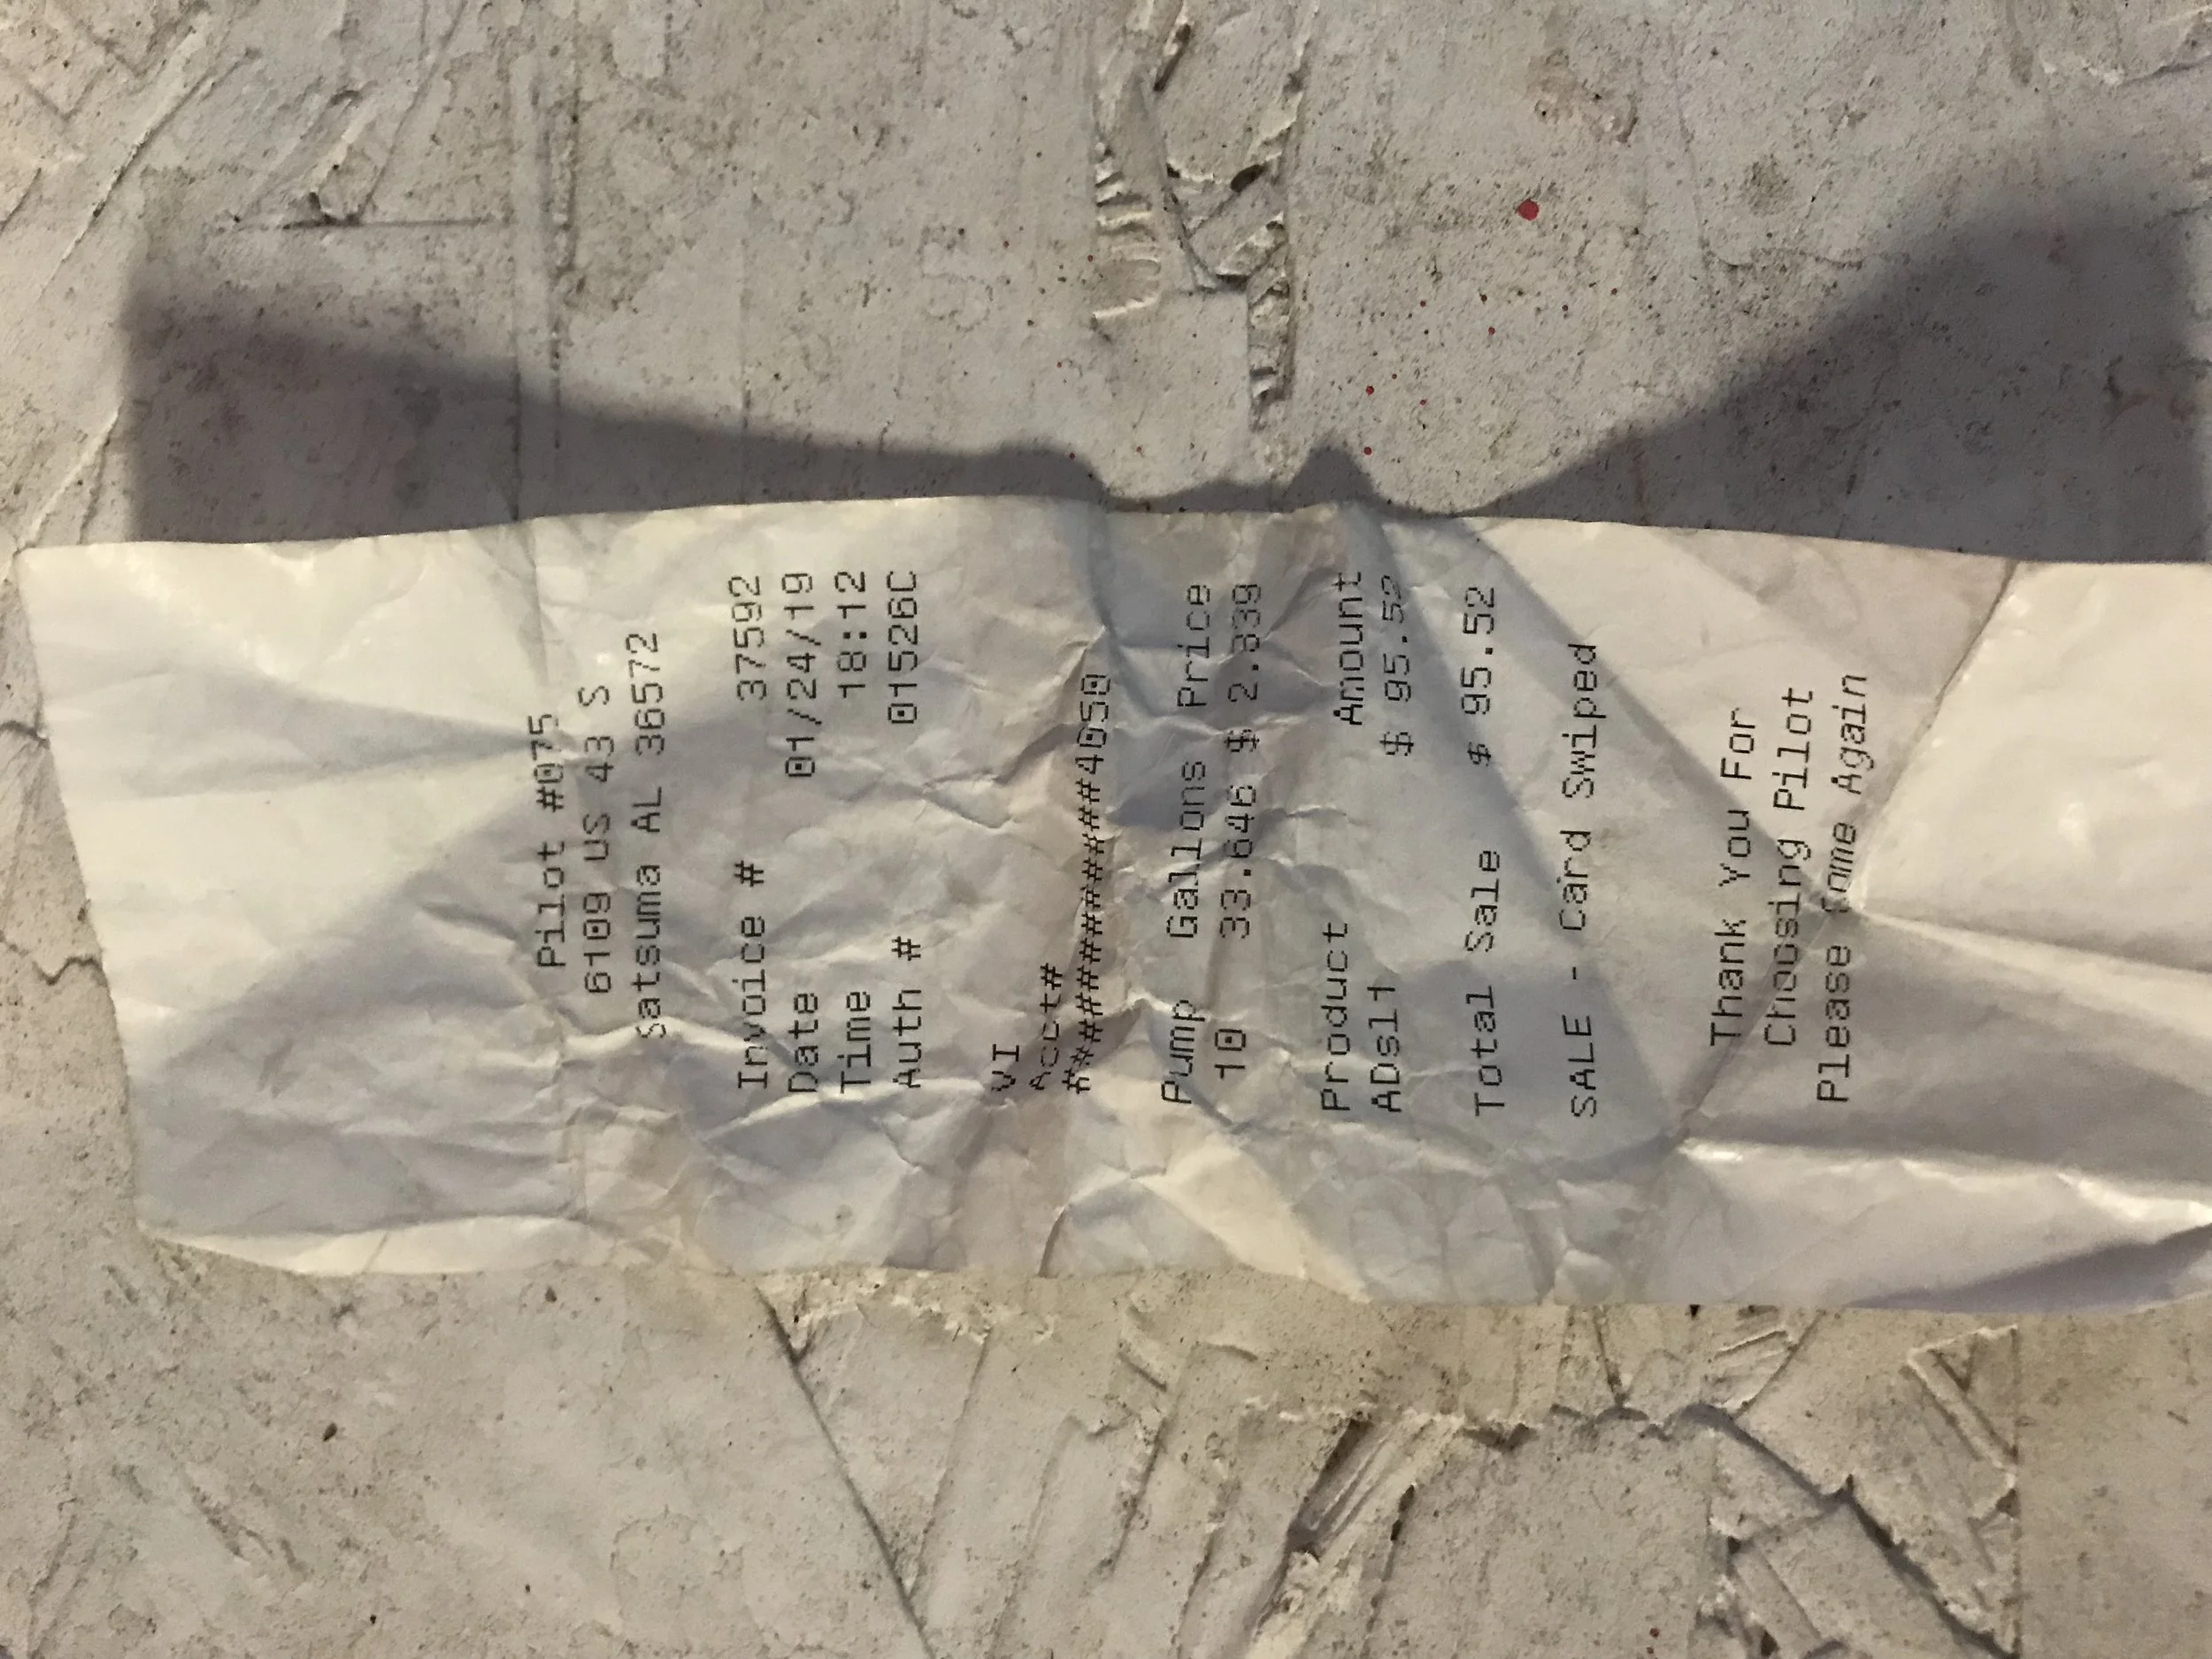 Pilot #075
6109 US 43 S
Satsuma AL 36572
Invoice # 37592
Date 01/24/19
Time 18:12
Auth # 01526C
VI
Acct#
############4050
Pump Gallons Price
10 33.646 $ 2.839
Product Amount
ADsl1 $ 95.52
Total Sale $ 95.52
SALE - Card Swiped
Thank You For
Choosing Pilot
Please Come Again